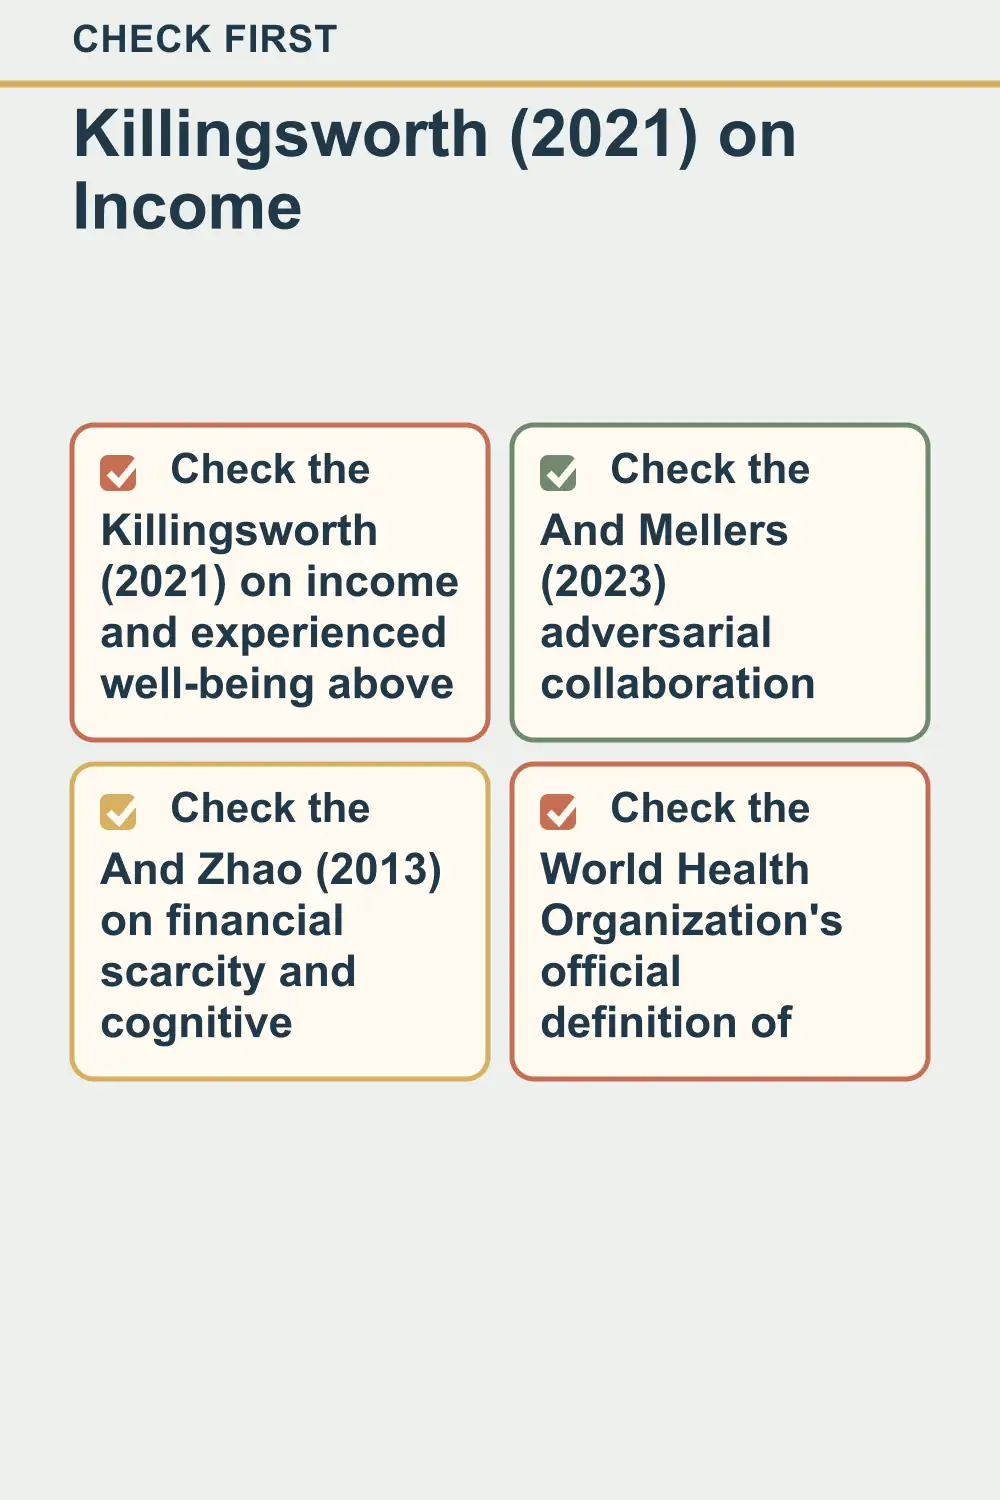 CHECK FIRST
Killingsworth (2021) on
Income
Check the
Killingsworth
(2021) on income
and experienced
well-being above
Check the
And Mellers
(2023)
adversarial
collaboration
Check the
And Zhao (2013)
on financial
scarcity and
cognitive
Check the
World Health
Organization's
official
definition of